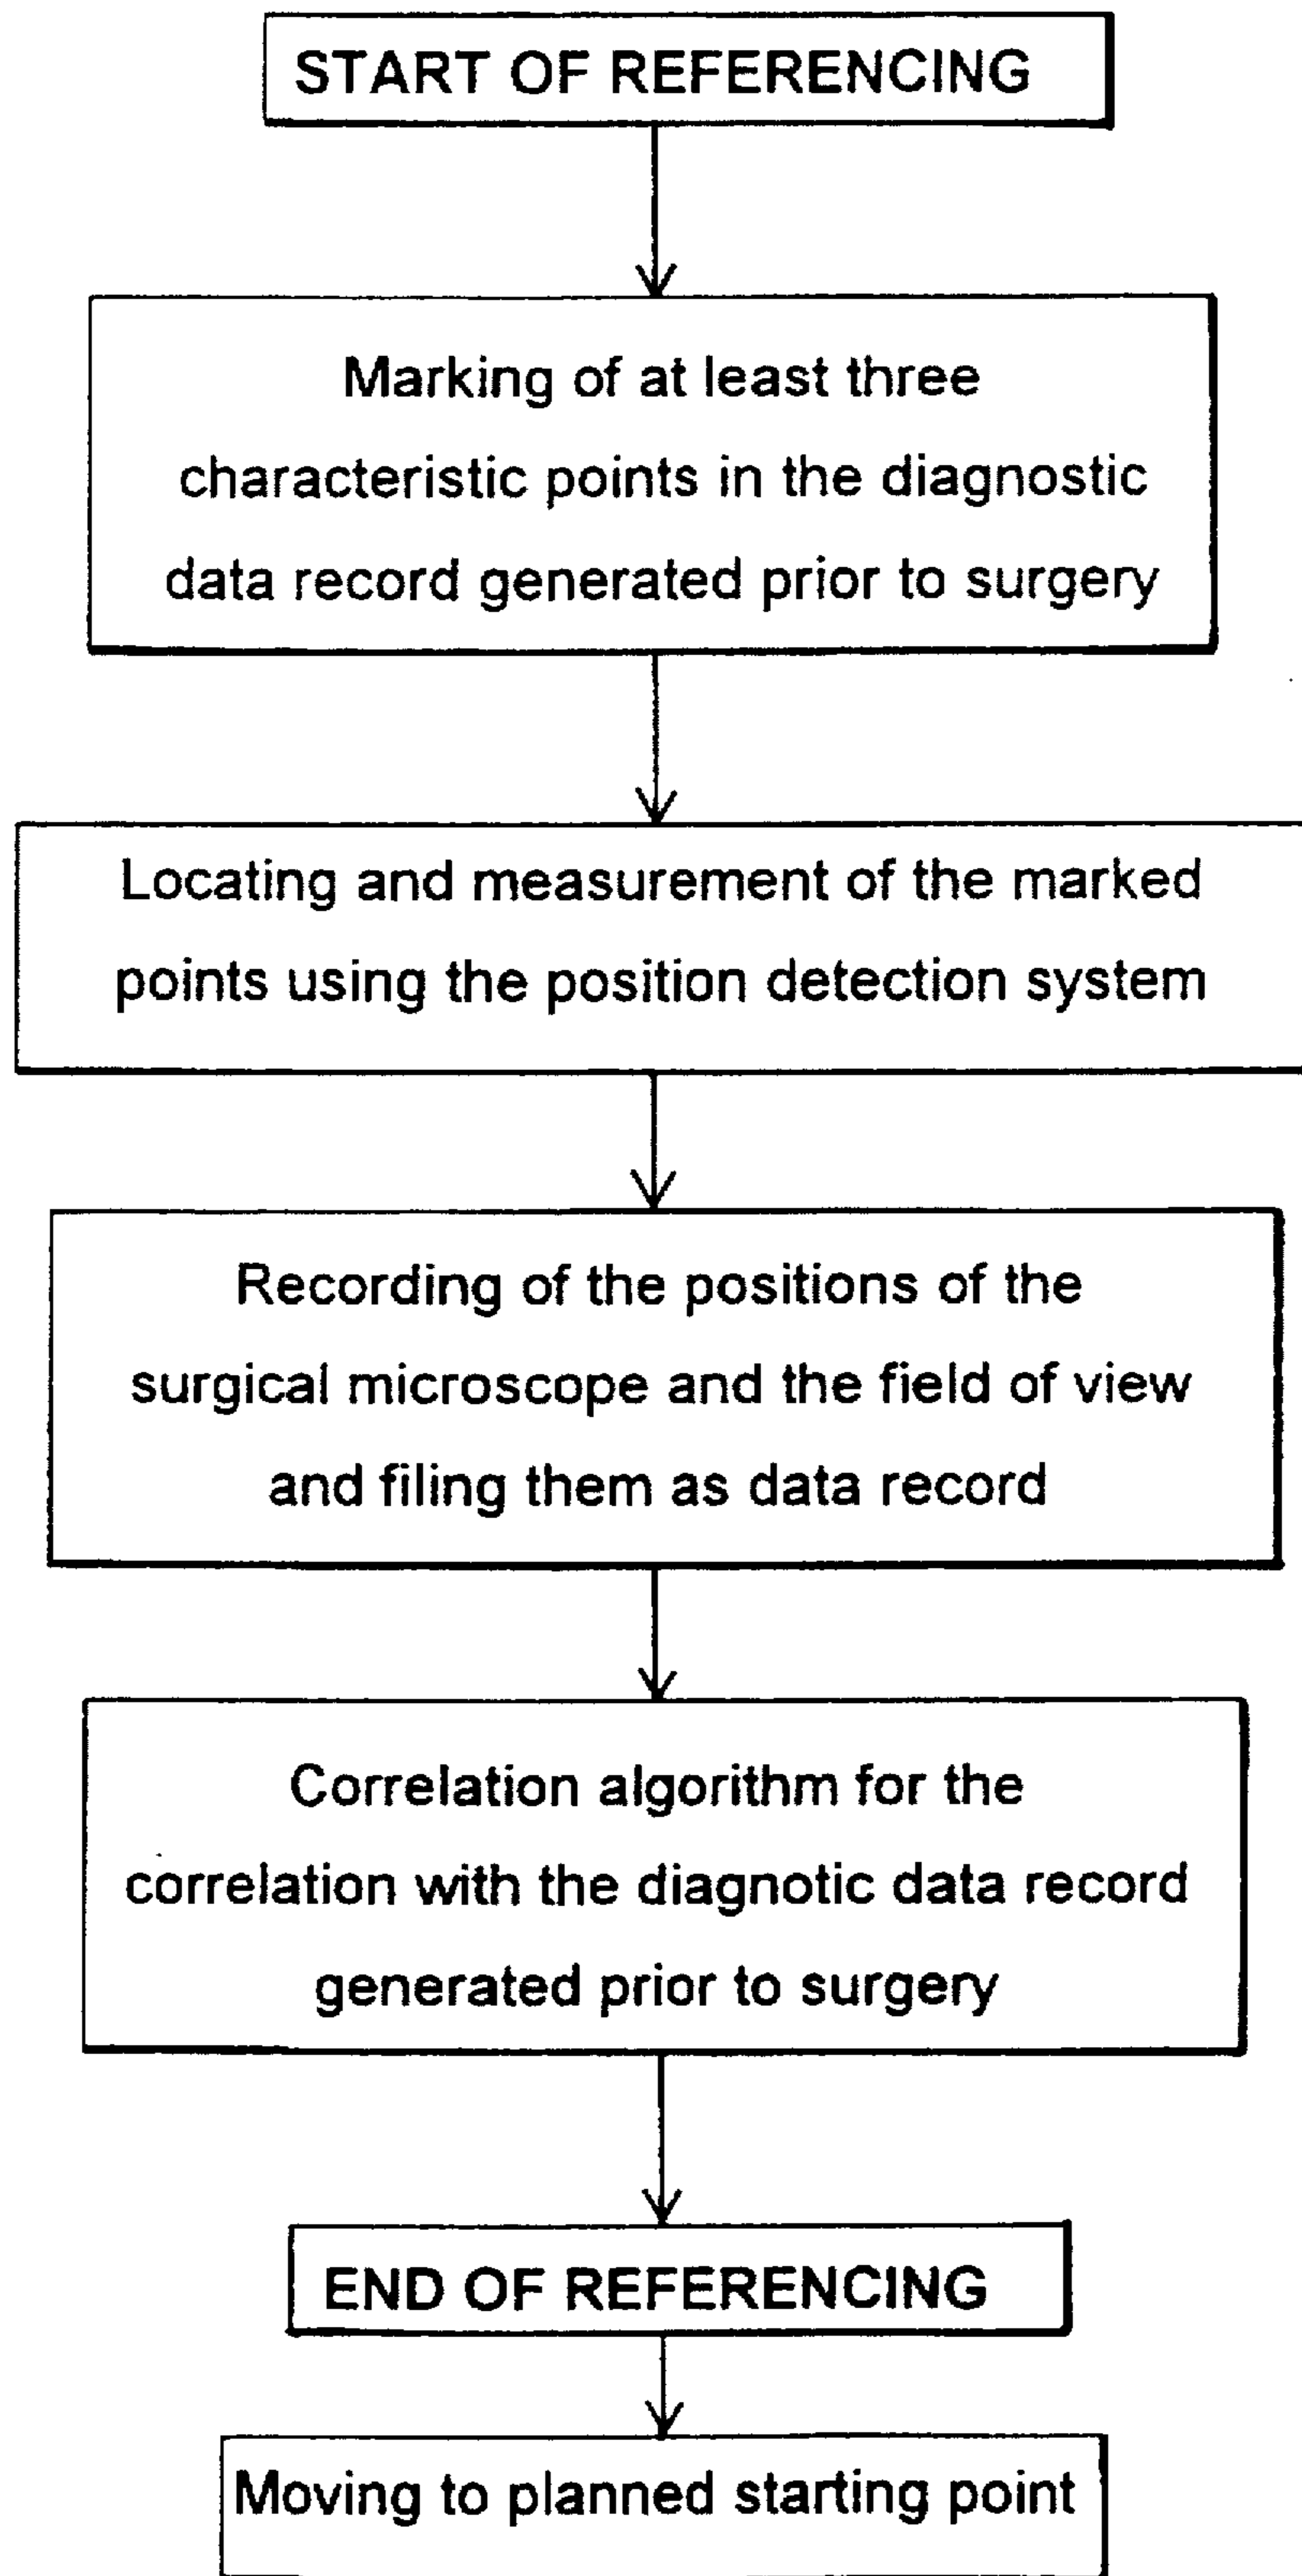 START OF REFERENCING
Marking of at least three
characteristic points in the diagnostic
data record generated prior to surgery
Locating and measurement of the marked
points using the position detection system
Recording of the positions of the
surgical microscope and the field of view
and filing them as data record
Correlation algorithm for the
correlation with the diagnotic data record
generated prior to surgery
END OF REFERENCING
Moving to planned starting point